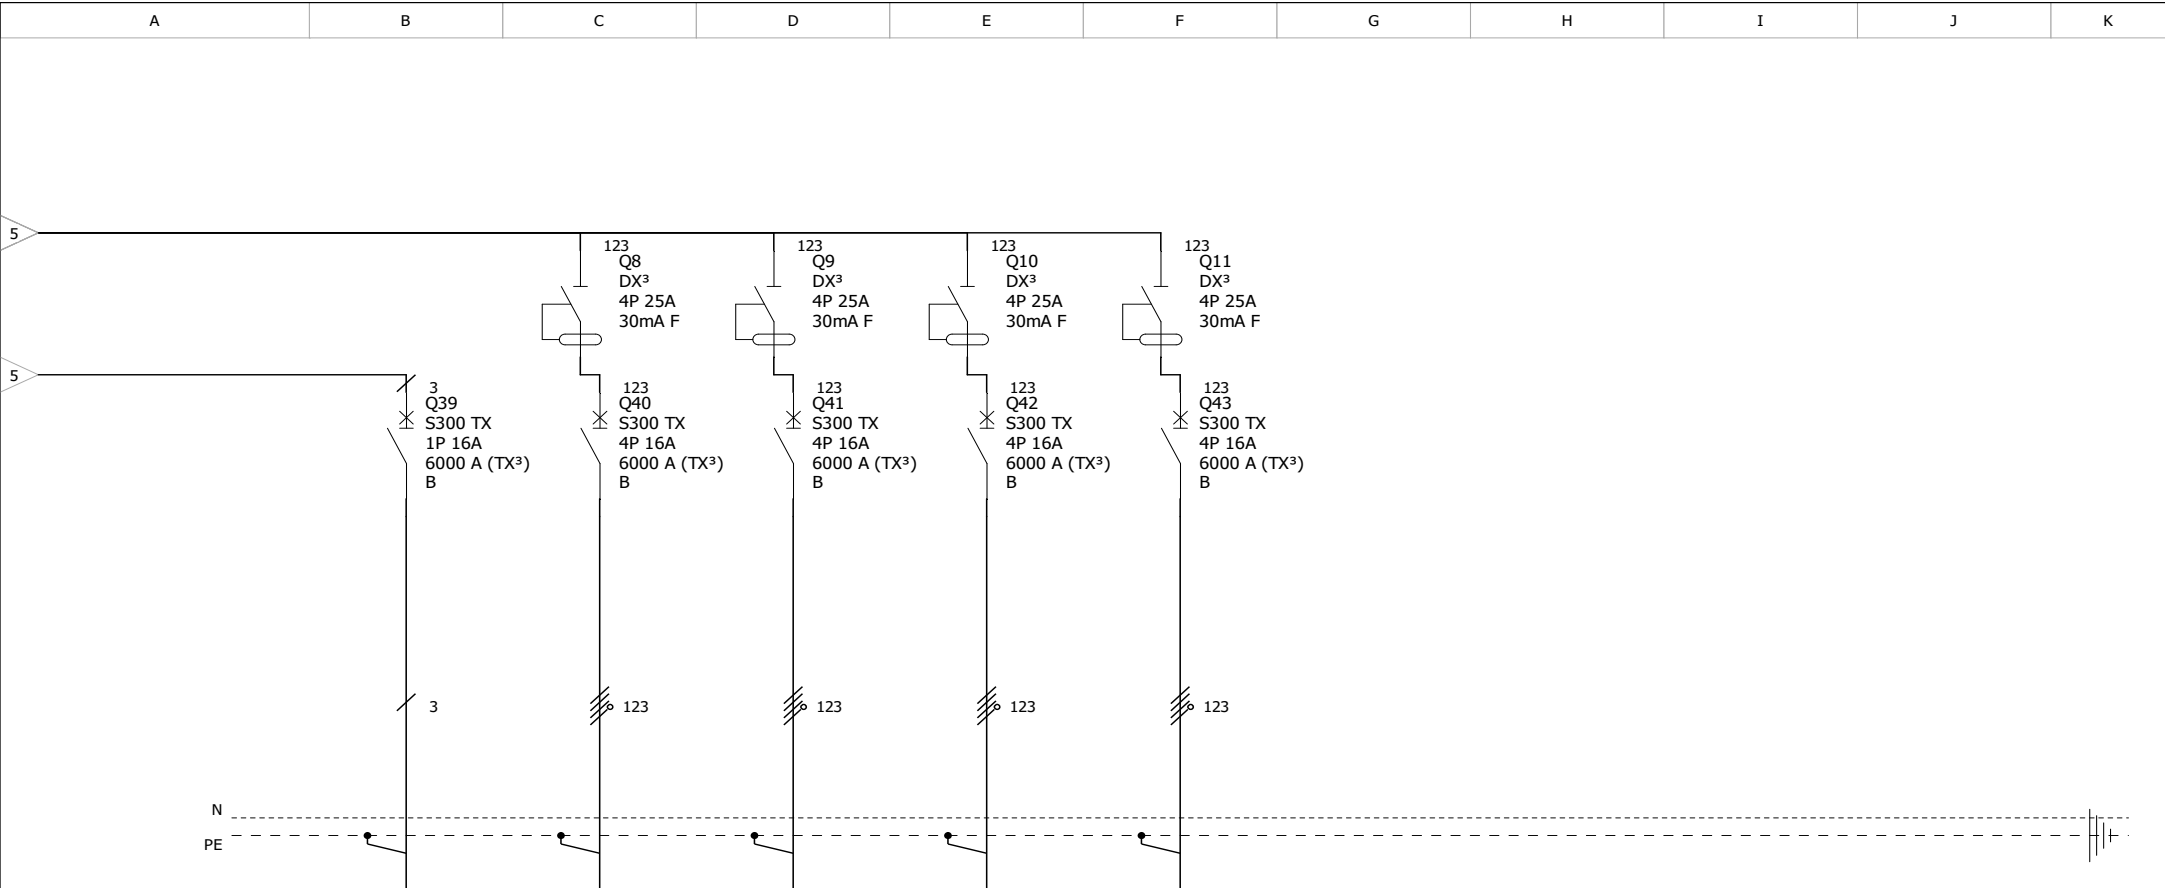 A B C D E F G H I J K
5
123 123 123 123
Q8 Q9 Q10 Q11
DX³ DX³ DX³ DX³
4P 25A 4P 25A 4P 25A 4P 25A
30mA F 30mA F 30mA F 30mA F
5
3 123 123 123 123
Q39 Q40 Q41 Q42 Q43
S300 TX S300 TX S300 TX S300 TX S300 TX
1P 16A 4P 16A 4P 16A 4P 16A 4P 16A
6000 A (TX³) 6000 A (TX³) 6000 A (TX³) 6000 A (TX³) 6000 A (TX³)
B B B B B
3 123 123 123 123
N
PE